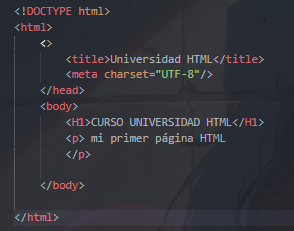 <!DOCTYPE html>
<html>
<>
<title>Universidad HTML</title>
<meta charset="UTF-8"/>
</head>
<body>
<H1>CURSO UNIVERSIDAD HTML</H1>
<p> mi primer página HTML
</p>
</body>
</html>